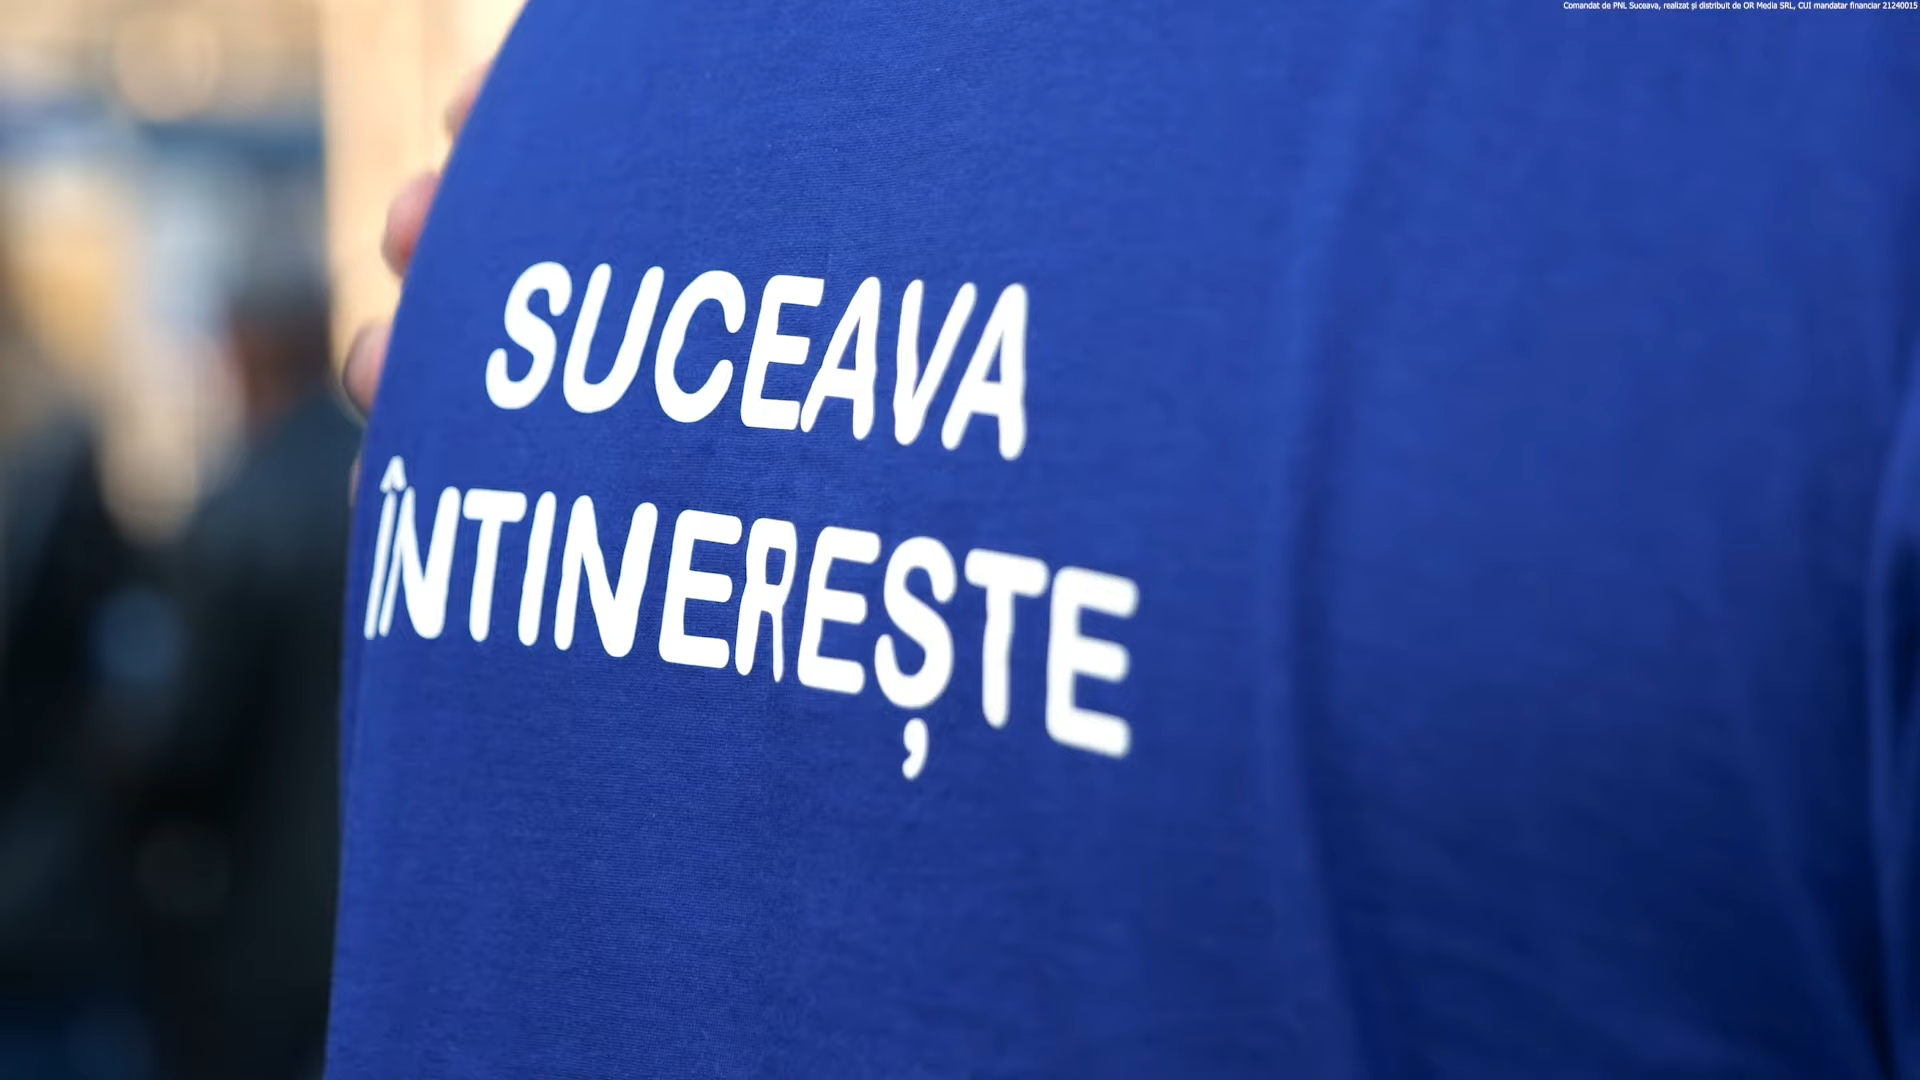 Comandat de PNL Suceava, realizat și distribuit de OR Media SRL, CUI mandatar financiar 21240015
SUCEAVA
ÎNTINEREȘTE